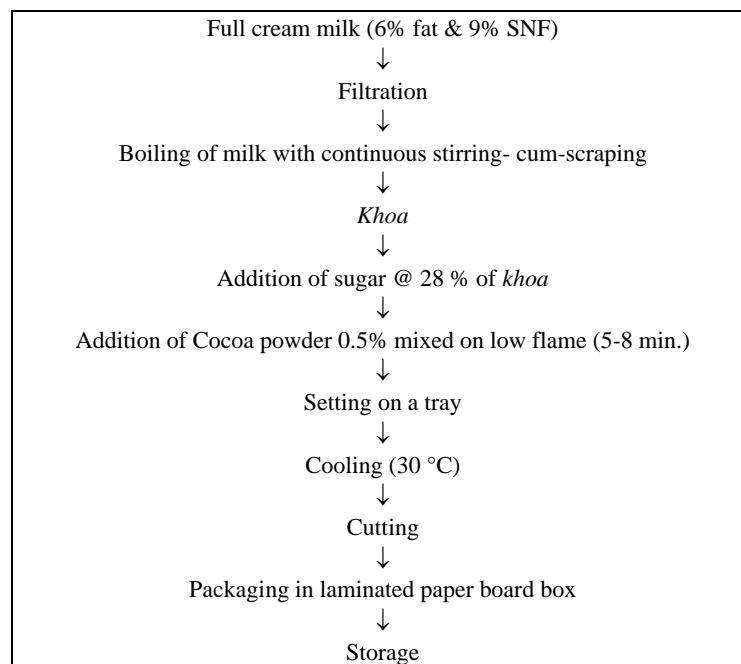 Full cream milk (6% fat & 9% SNF)
↓
Filtration
↓
Boiling of milk with continuous stirring- cum-scraping
↓
Khoa
↓
Addition of sugar @ 28 % of khoa
↓
Addition of Cocoa powder 0.5% mixed on low flame (5-8 min.)
↓
Setting on a tray
↓
Cooling (30 °C)
↓
Cutting
↓
Packaging in laminated paper board box
↓
Storage